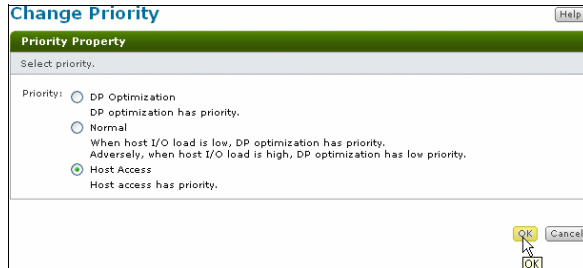 Change Priority
Help
Priority Property
Select priority.
Priority:
DP Optimization
DP optimization has priority.
Normal
When host I/O load is low, DP optimization has priority.
Adversely, when host I/O load is high, DP optimization has low priority.
Host Access
Host access has priority.
OK
Cancel
OK